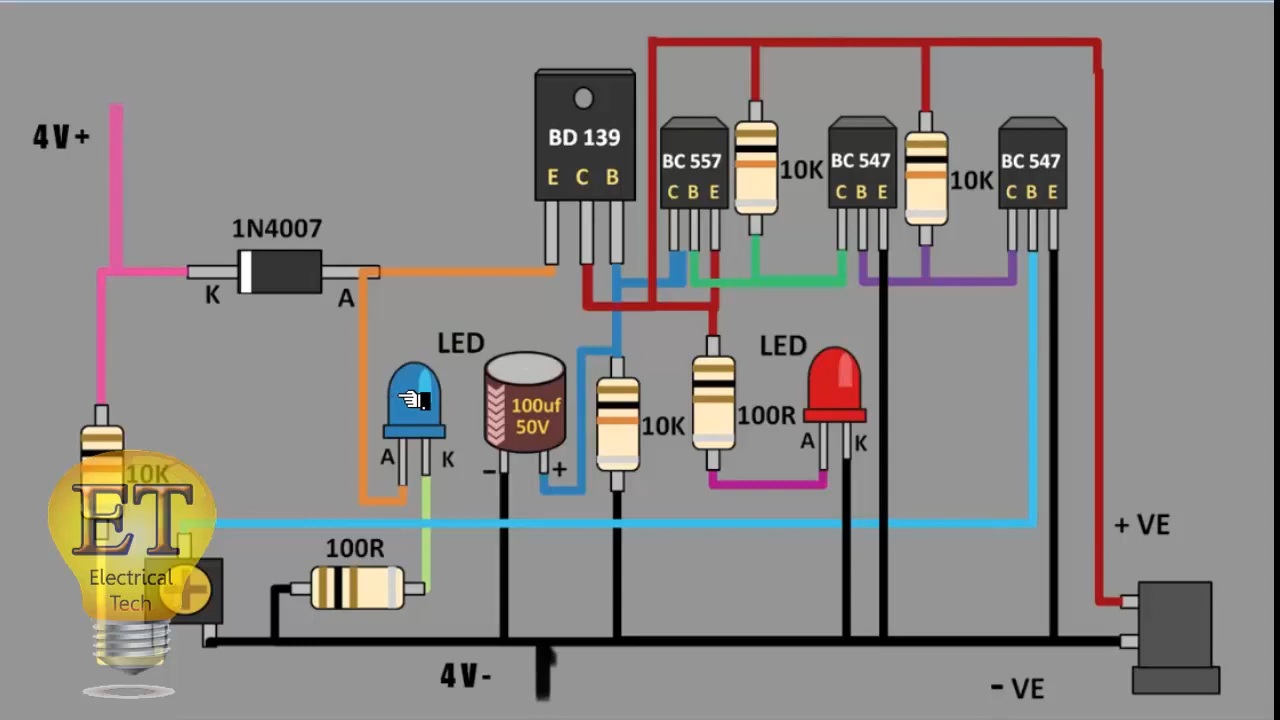 4V+
1N4007
K
A
BD 139
E C B
BC 557
C B E
10K
BC 547
C B E
10K
BC 547
C B E
LED
A
K
100uf
50V
−
+
10K
100R
LED
A
K
10K
ET
Electrical
Tech
100R
4V-
+ VE
- VE